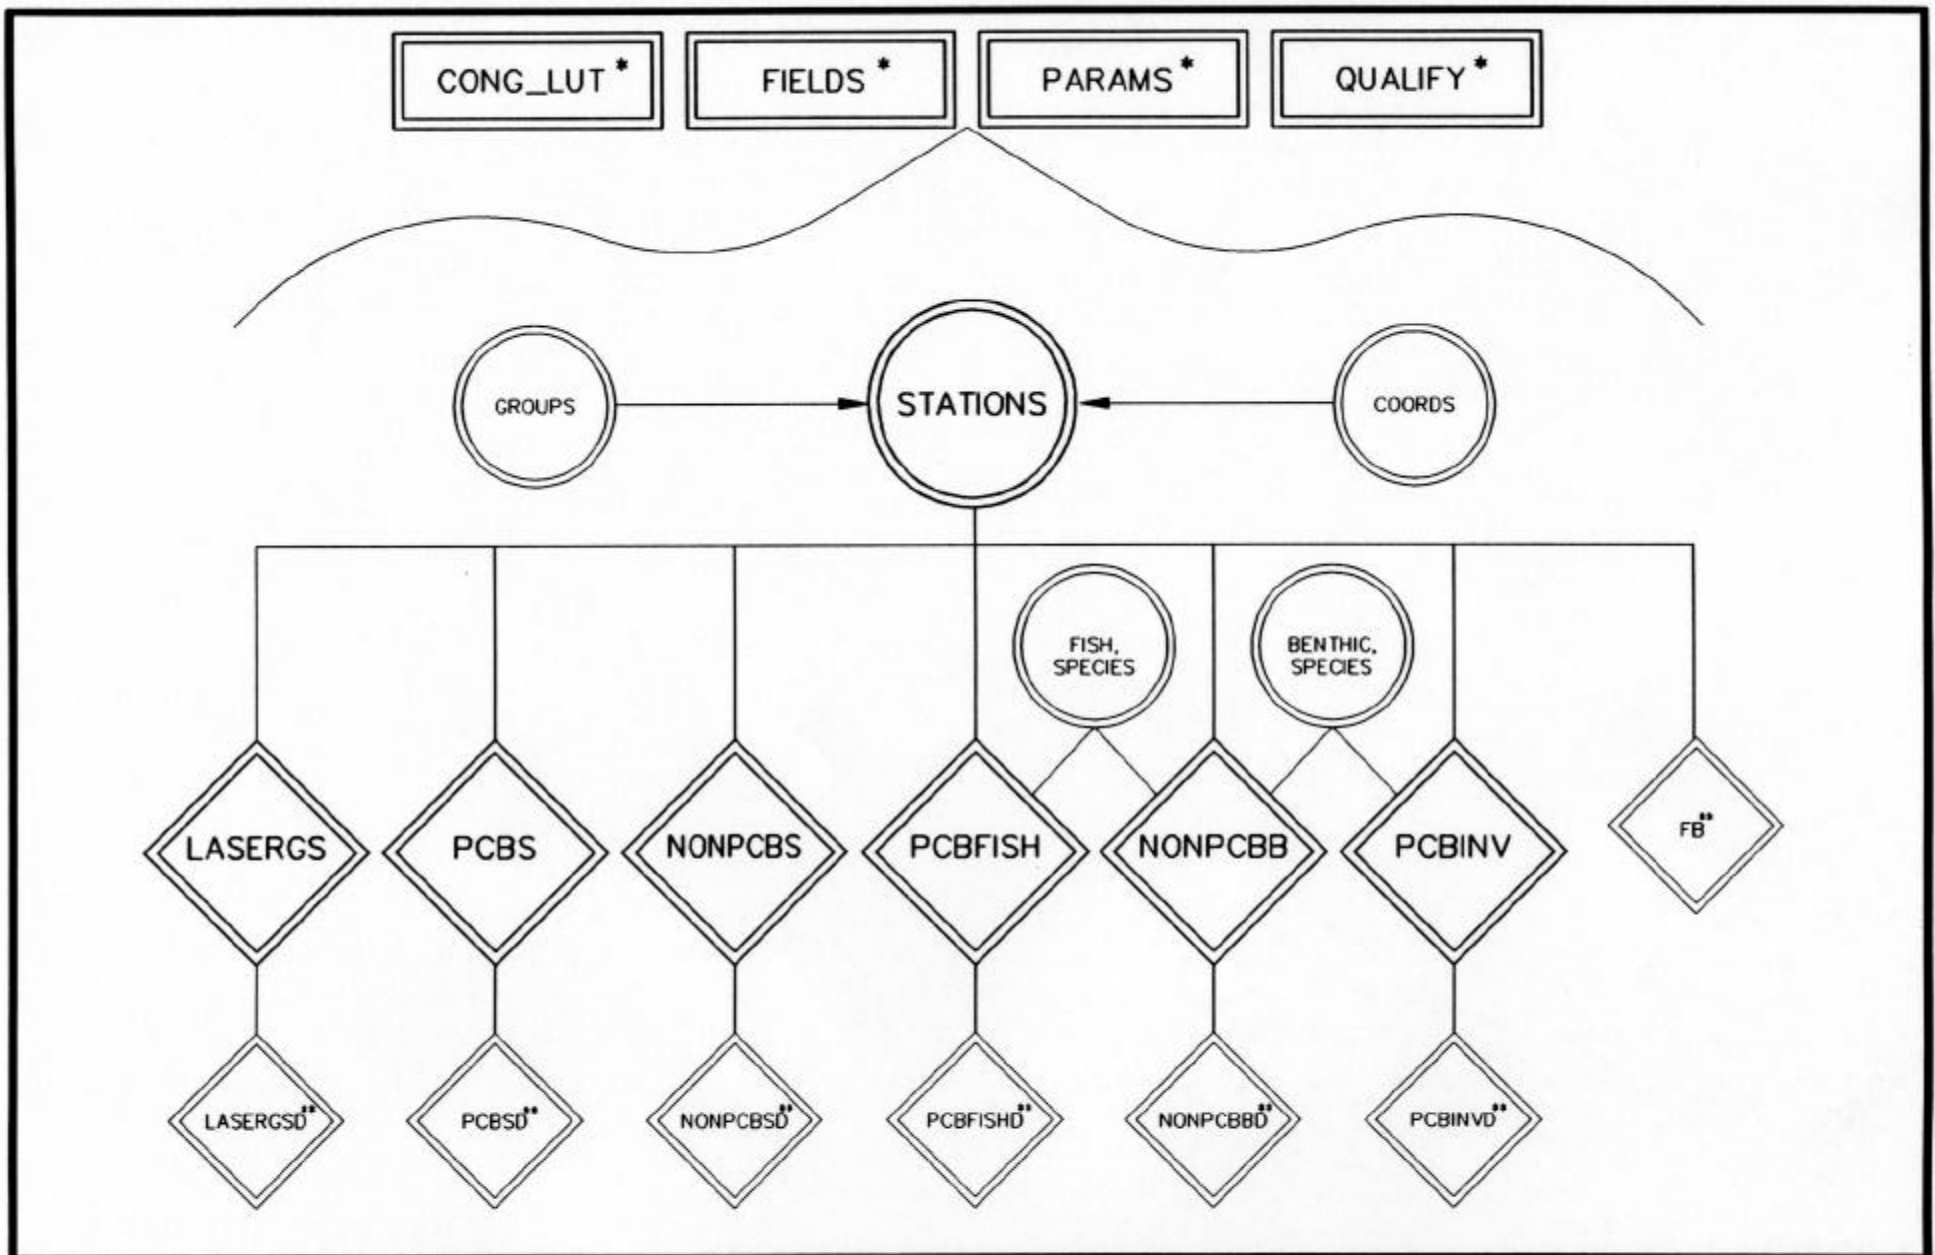 CONG_LUT * FIELDS * PARAMS * QUALIFY *
GROUPS STATIONS COORDS
FISH,
SPECIES
BENTHIC,
SPECIES
LASERGS PCBS NONPCBS PCBFISH NONPCBB PCBINV FB**
LASERGSD** PCBSD** NONPCBSD** PCBFISHD** NONPCBBD** PCBINVD**